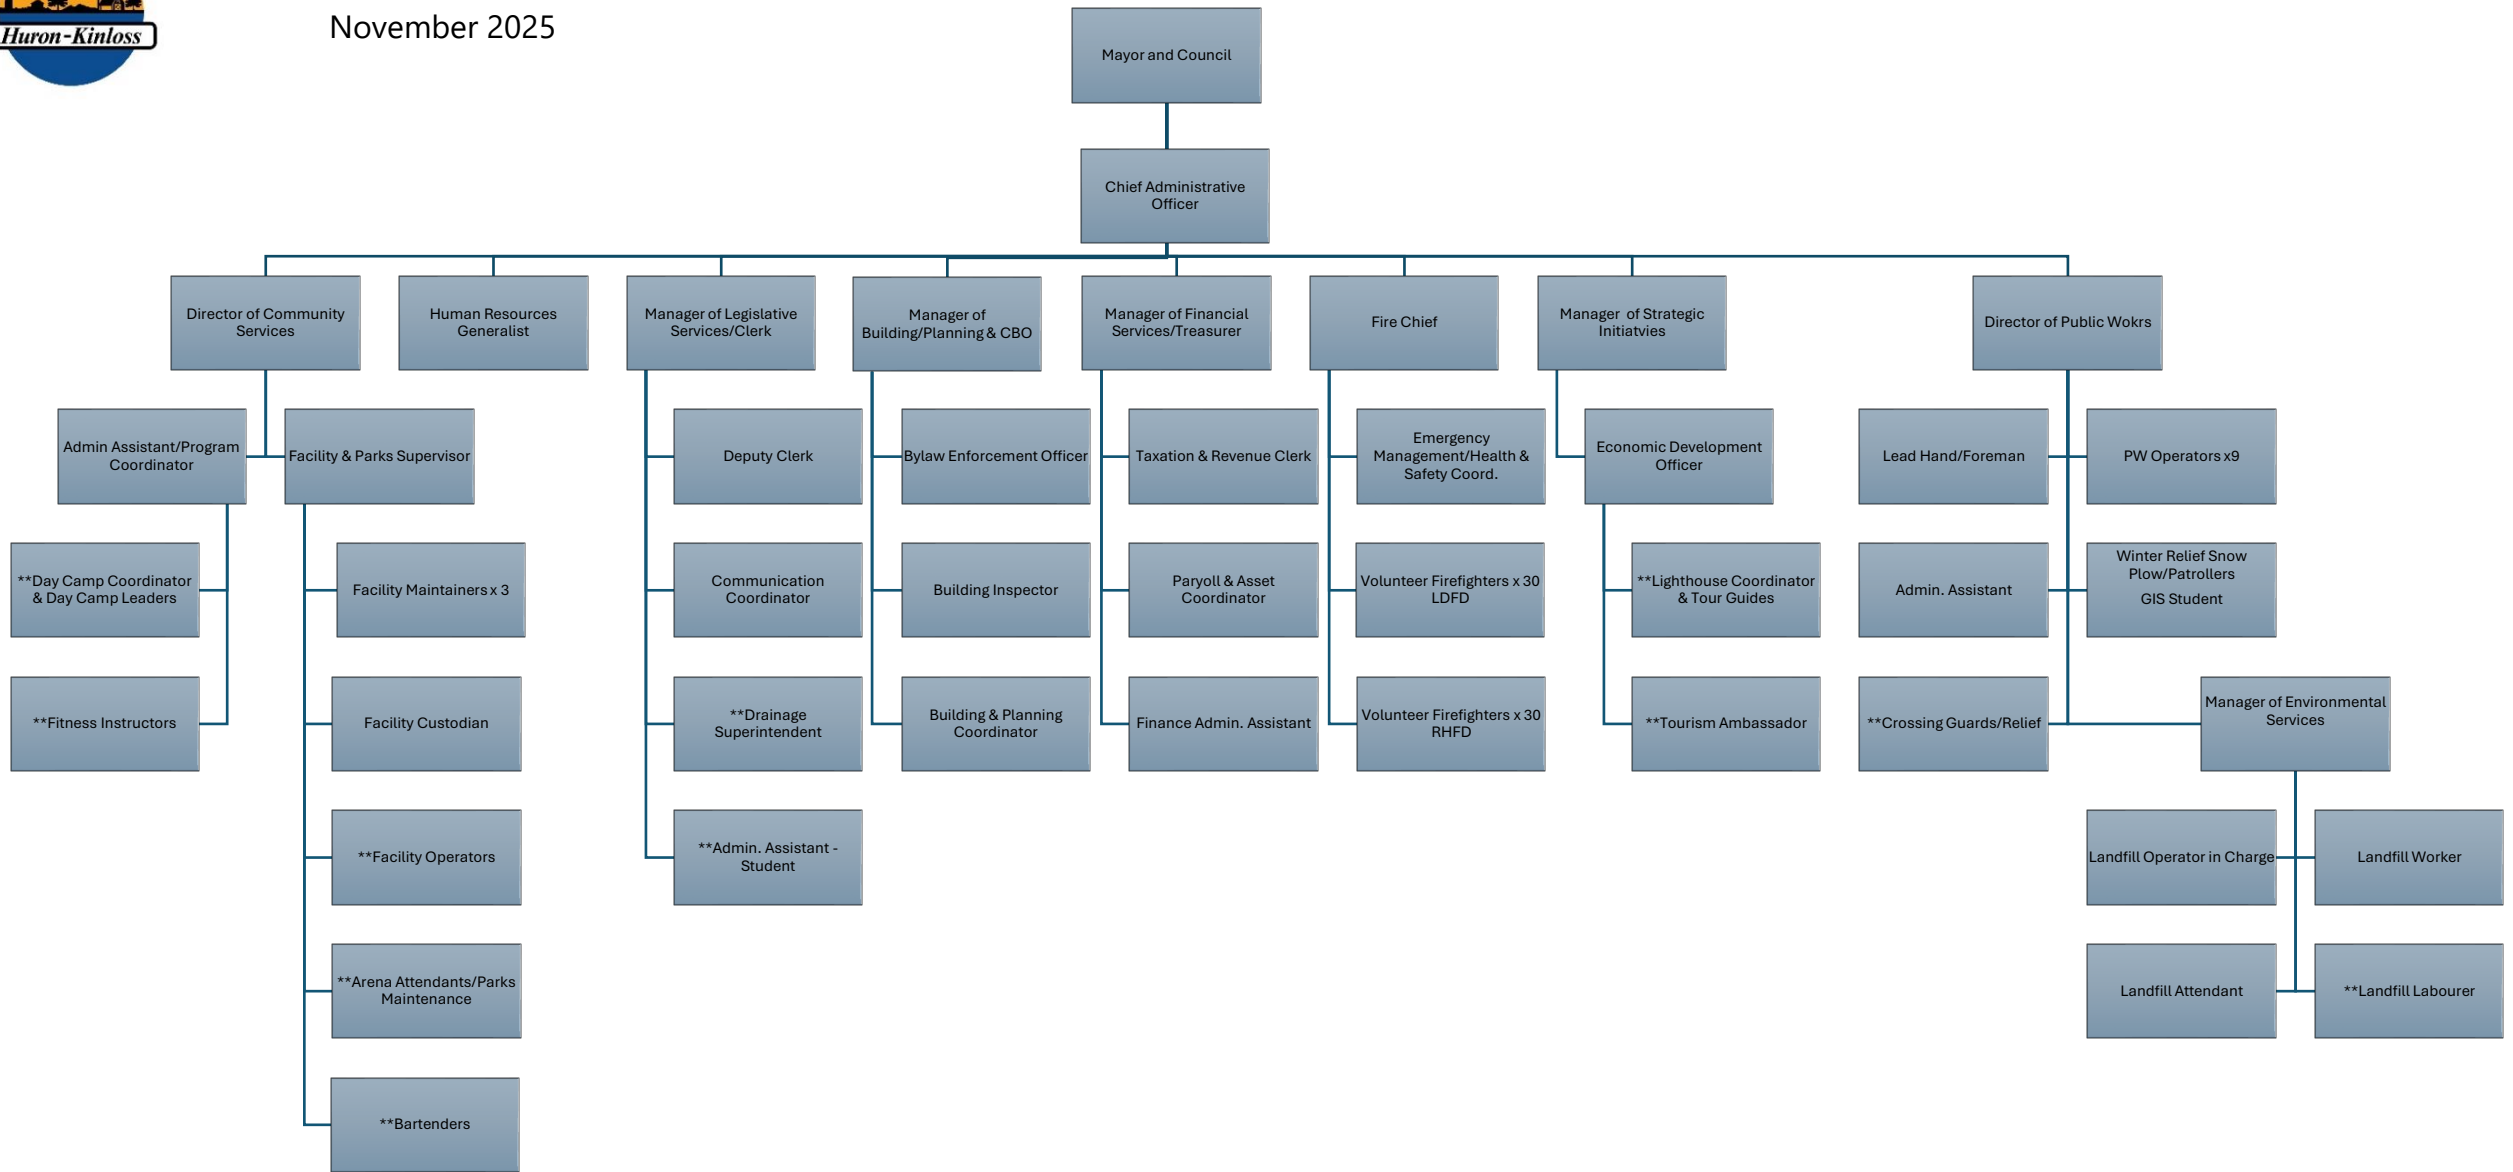 Huron-Kinloss
November 2025
Mayor and Council
Chief Administrative
Officer
Director of Community
Services
Human Resources
Generalist
Manager of Legislative
Services/Clerk
Manager of
Building/Planning & CBO
Manager of Financial
Services/Treasurer
Fire Chief
Manager of Strategic
Initiatvies
Director of Public Wokrs
Admin Assistant/Program
Coordinator
Facility & Parks Supervisor
Deputy Clerk
Bylaw Enforcement Officer
Taxation & Revenue Clerk
Emergency
Management/Health &
Safety Coord.
Economic Development
Officer
Lead Hand/Foreman
PW Operators x9
**Day Camp Coordinator
& Day Camp Leaders
Facility Maintainers x 3
Communication
Coordinator
Building Inspector
Paryoll & Asset
Coordinator
Volunteer Firefighters x 30
LDFD
**Lighthouse Coordinator
& Tour Guides
Admin. Assistant
Winter Relief Snow
Plow/Patrollers
GIS Student
**Fitness Instructors
Facility Custodian
**Drainage
Superintendent
Building & Planning
Coordinator
Finance Admin. Assistant
Volunteer Firefighters x 30
RHFD
**Tourism Ambassador
**Crossing Guards/Relief
Manager of Environmental
Services
**Facility Operators
**Admin. Assistant -
Student
Landfill Operator in Charge
Landfill Worker
**Arena Attendants/Parks
Maintenance
Landfill Attendant
**Landfill Labourer
**Bartenders